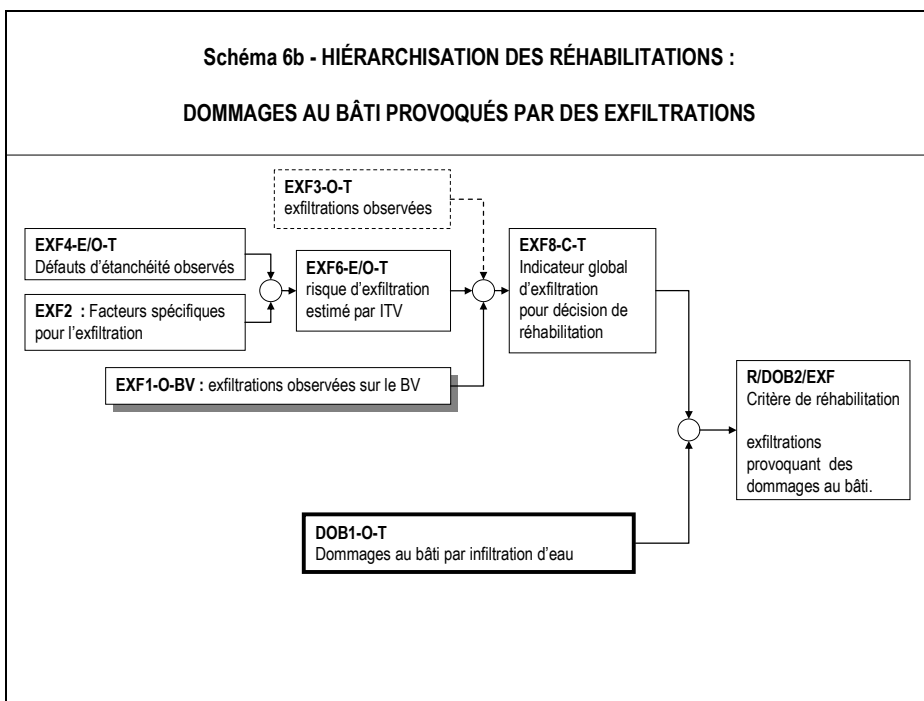 Schéma 6b - HIÉRARCHISATION DES RÉHABILITATIONS :
DOMMAGES AU BÂTI PROVOQUÉS PAR DES EXFILTRATIONS
EXF3-O-T
exfiltrations observées
EXF4-E/O-T
Défauts d'étanchéité observés
EXF2 : Facteurs spécifiques
pour l'exfiltration
EXF6-E/O-T
risque d'exfiltration
estimé par ITV
EXF8-C-T
Indicateur global
d'exfiltration
pour décision de
réhabilitation
EXF1-O-BV : exfiltrations observées sur le BV
R/DOB2/EXF
Critère de réhabilitation
exfiltrations
provoquant des
dommages au bâti.
DOB1-O-T
Dommages au bâti par infiltration d'eau